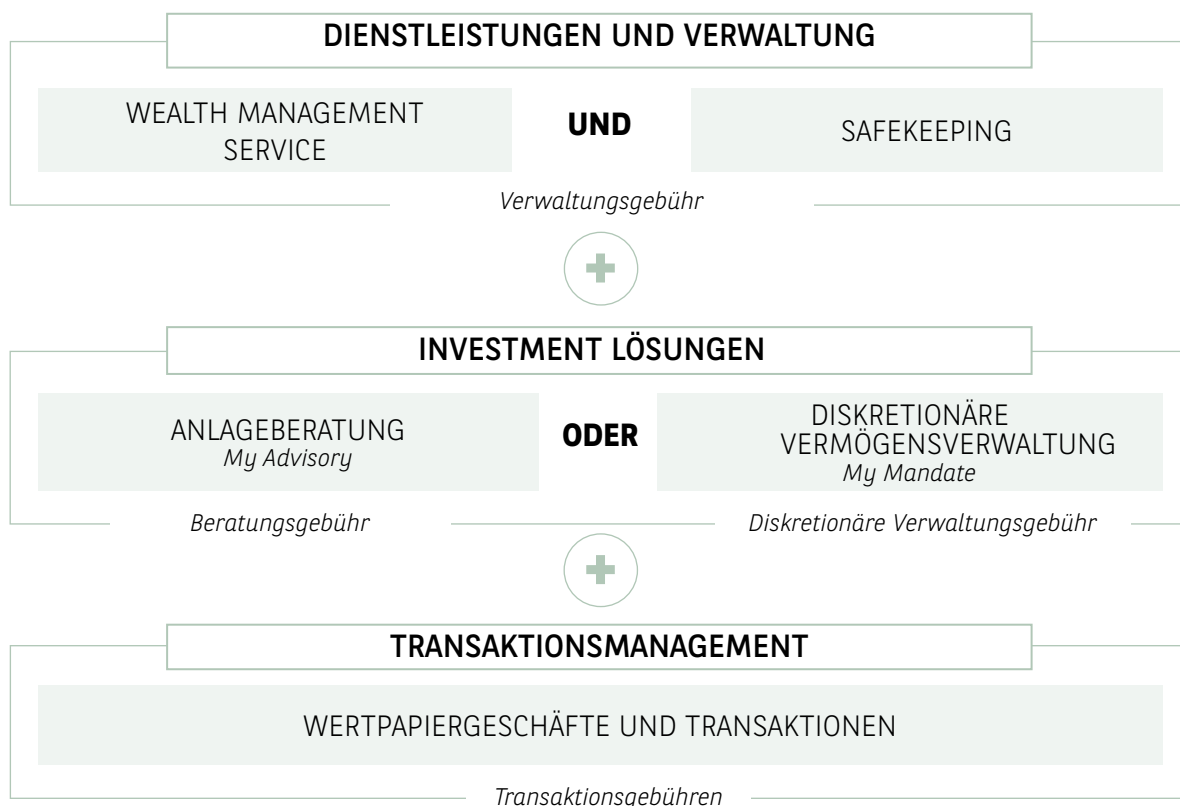 DIENSTLEISTUNGEN UND VERWALTUNG
WEALTH MANAGEMENT
SERVICE
UND
SAFEKEEPING
Verwaltungsgebühr
INVESTMENT LÖSUNGEN
ANLAGEBERATUNG
My Advisory
ODER
DISKRETIONÄRE
VERMÖGENSVERWALTUNG
My Mandate
Beratungsgebühr
Diskretionäre Verwaltungsgebühr
TRANSAKTIONSMANAGEMENT
WERTPAPIERGESCHÄFTE UND TRANSAKTIONEN
Transaktionsgebühren